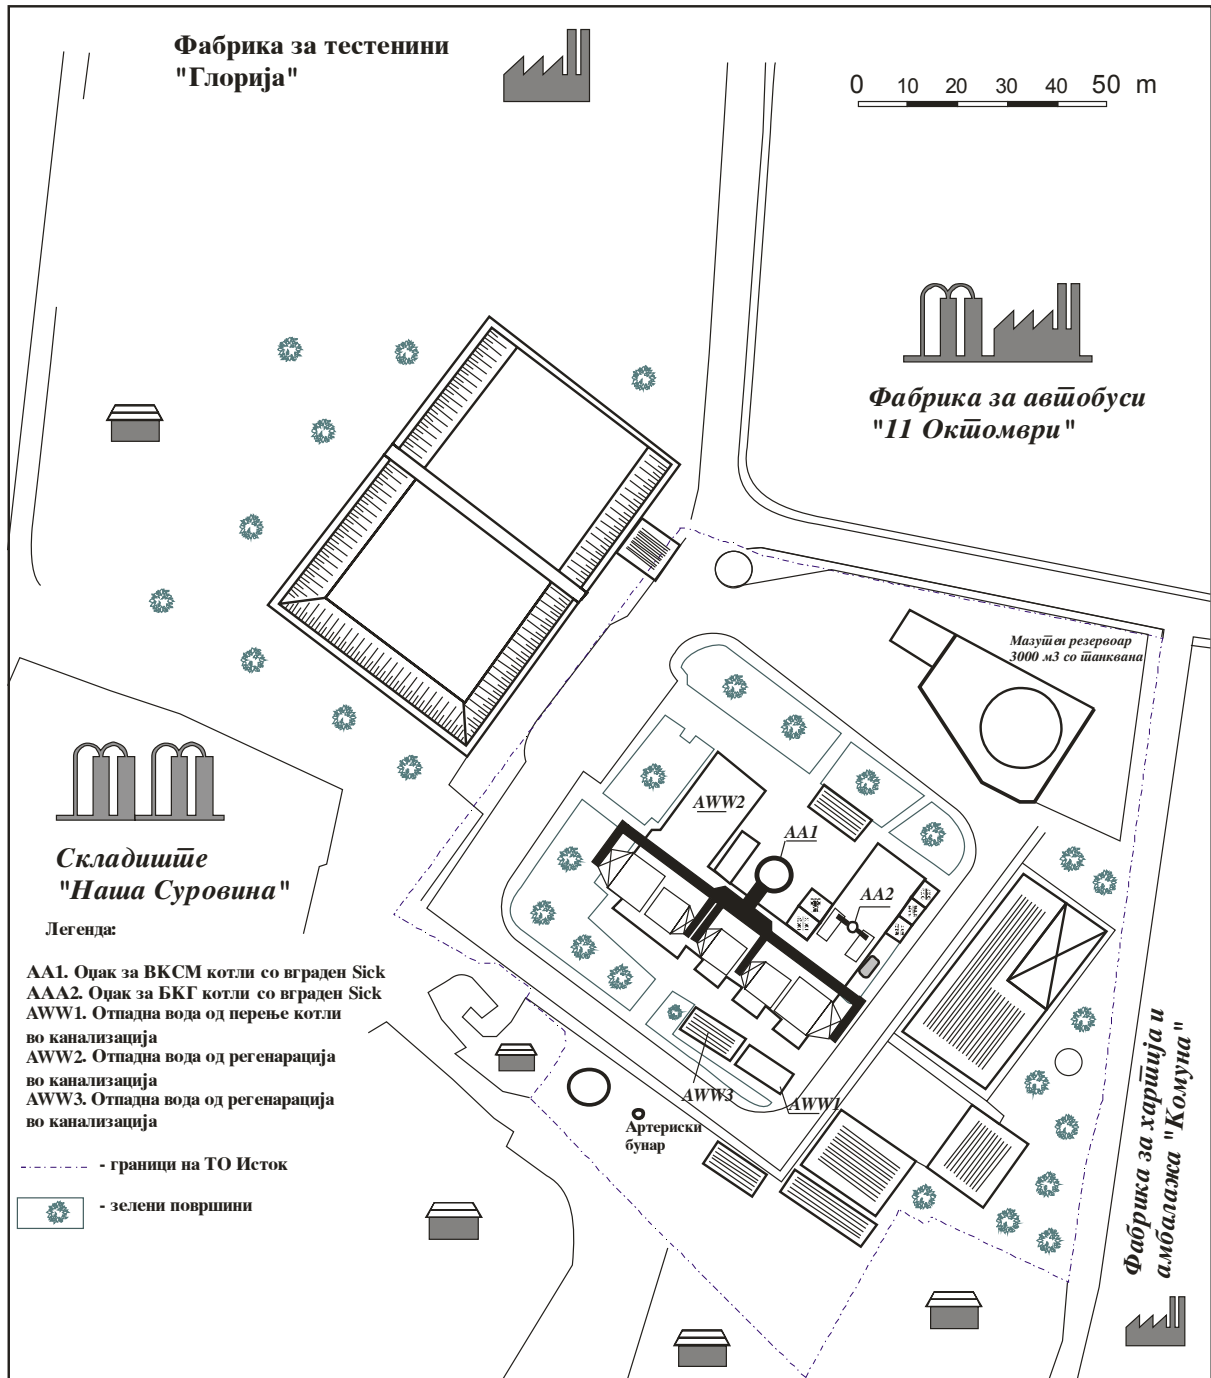 Фабрика за тестенини
"Глорија"
0 10 20 30 40 50 m
Фабрика за автобуси
"11 Октомври"
Мазутен резервоар
3000 м3 со танквана
AWW2
AA1
AA2
Складиште
"Наша Суровина"
Легенда:
AA1. Оџак за ВКСМ котли со вграден Sick
AAA2. Оџак за БКГ котли со вграден Sick
AWW1. Отпадна вода од перење котли
во канализација
AWW2. Отпадна вода од регенарација
во канализација
AWW3. Отпадна вода од регенарација
во канализација
- граници на ТО Исток
- зелени површини
AWW3
AWW1
Артериски
бунар
Фабрика за хартија и
амбалажа "Комуна"